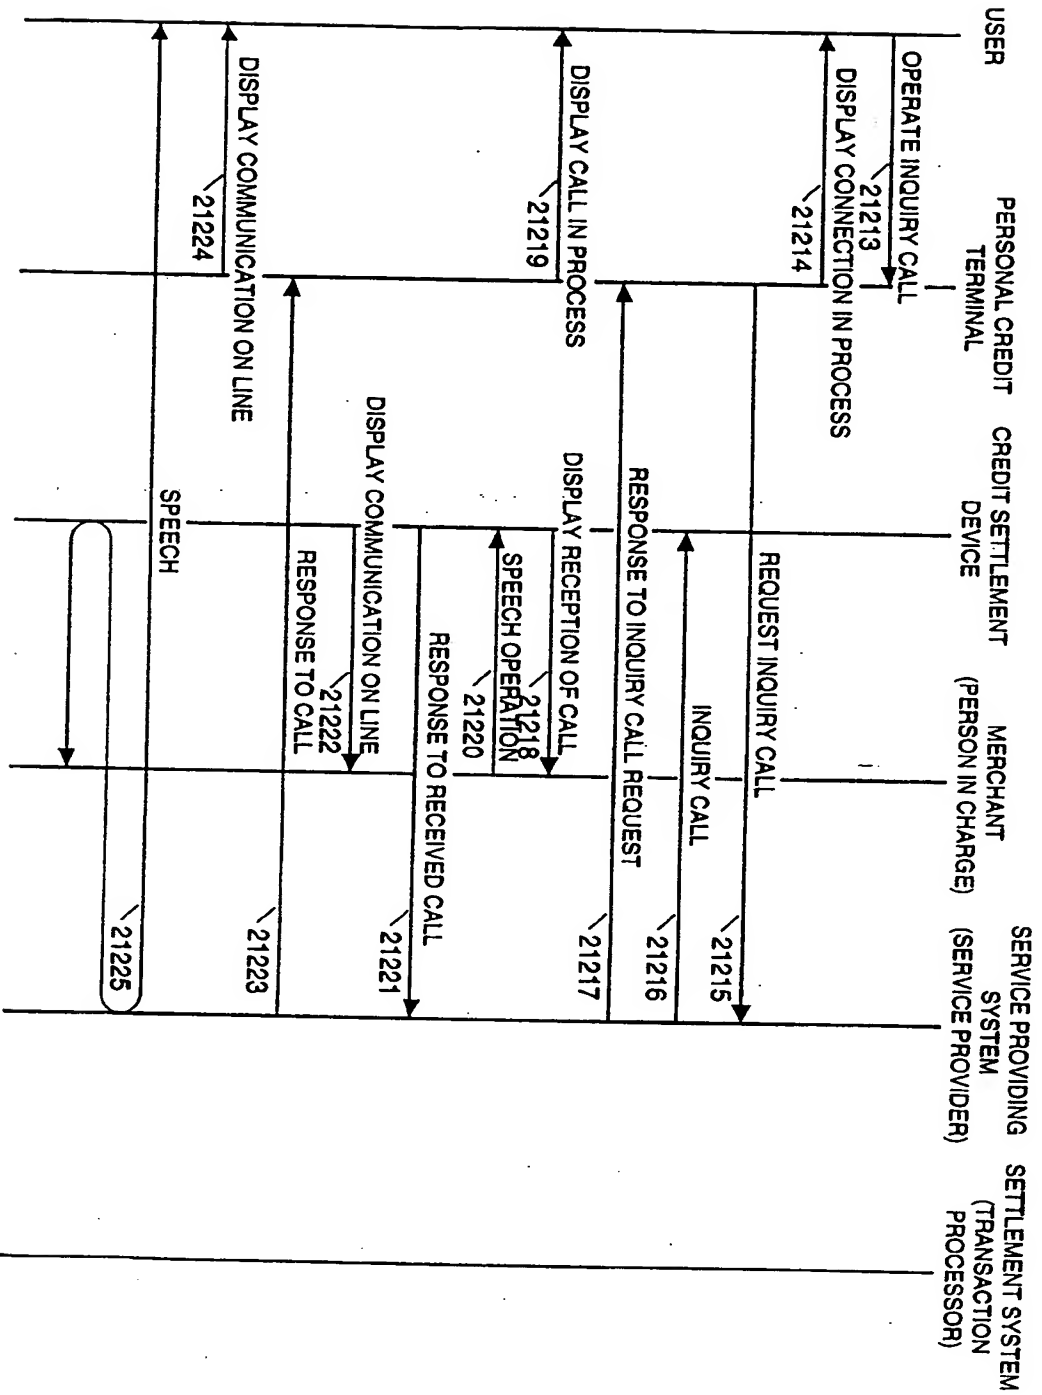 USER
PERSONAL CREDIT
TERMINAL
CREDIT SETTLEMENT
DEVICE
MERCHANT
(PERSON IN CHARGE)
SERVICE PROVIDING
SYSTEM
(SERVICE PROVIDER)
SETTLEMENT SYSTEM
(TRANSACTION
PROCESSOR)
OPERATE INQUIRY CALL
21213
DISPLAY CONNECTION IN PROCESS
21214
REQUEST INQUIRY CALL
21215
INQUIRY CALL
21216
RESPONSE TO INQUIRY CALL REQUEST
21217
DISPLAY RECEPTION OF CALL
21218
DISPLAY CALL IN PROCESS
21219
SPEECH OPERATION
21220
RESPONSE TO RECEIVED CALL
21221
DISPLAY COMMUNICATION ON LINE
21222
RESPONSE TO CALL
21223
DISPLAY COMMUNICATION ON LINE
21224
SPEECH
21225